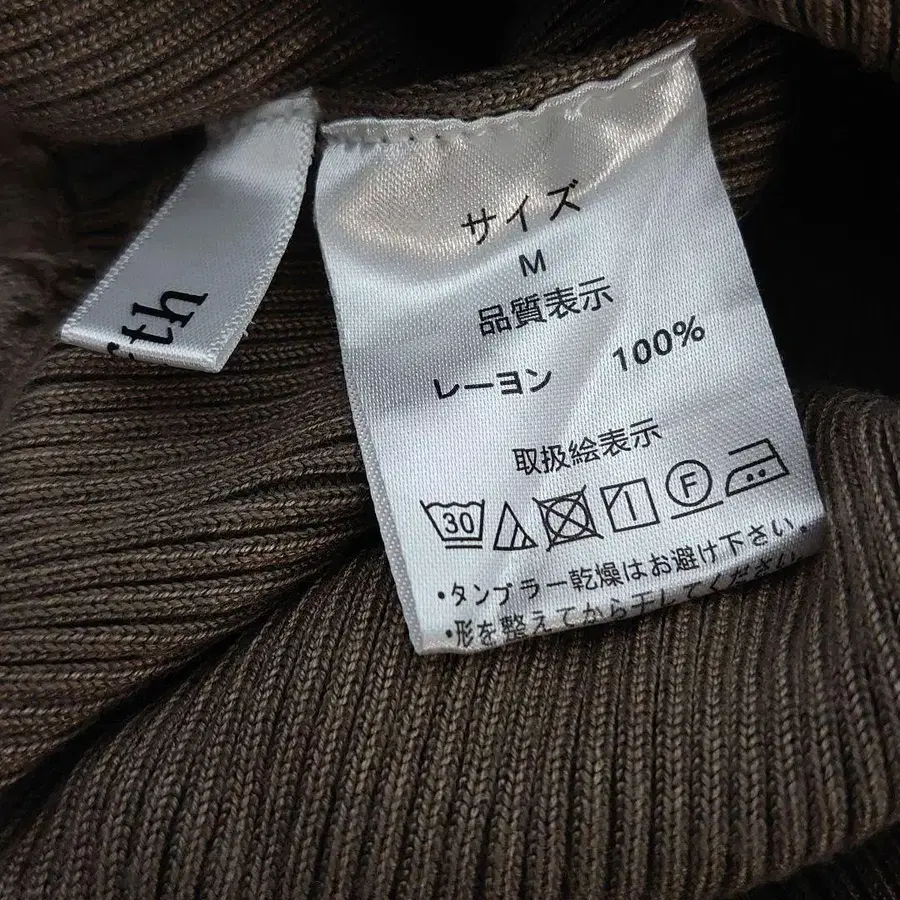 サイズ
M
品質表示
レーヨン 100%
取扱絵表示
30 F
・タンブラー乾燥はお避け下さい。
・形を整えてから干してください
fth